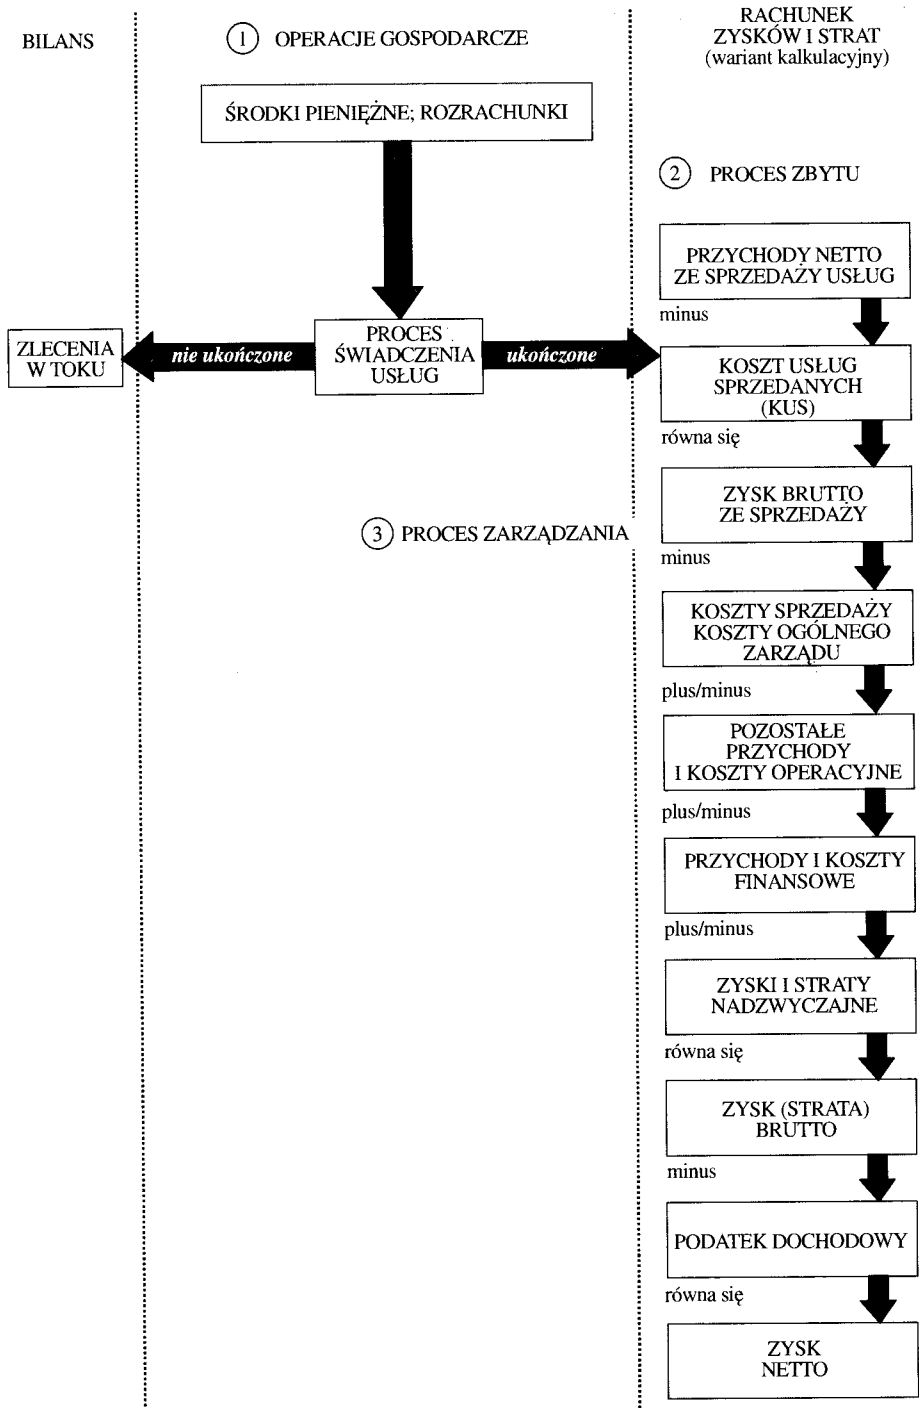 BILANS
1 OPERACJE GOSPODARCZE
RACHUNEK
ZYSKÓW I STRAT
(wariant kalkulacyjny)
ŚRODKI PIENIĘŻNE; ROZRACHUNKI
2 PROCES ZBYTU
PRZYCHODY NETTO
ZE SPRZEDAŻY USŁUG
minus
ZLECENIA
W TOKU
nie ukończone
PROCES
ŚWIADCZENIA
USŁUG
ukończone
KOSZT USŁUG
SPRZEDANYCH
(KUS)
równa się
ZYSK BRUTTO
ZE SPRZEDAŻY
3 PROCES ZARZĄDZANIA
minus
KOSZTY SPRZEDAŻY
KOSZTY OGÓLNEGO
ZARZĄDU
plus/minus
POZOSTAŁE
PRZYCHODY
I KOSZTY OPERACYJNE
plus/minus
PRZYCHODY I KOSZTY
FINANSOWE
plus/minus
ZYSKI I STRATY
NADZWYCZAJNE
równa się
ZYSK (STRATA)
BRUTTO
minus
PODATEK DOCHODOWY
równa się
ZYSK
NETTO